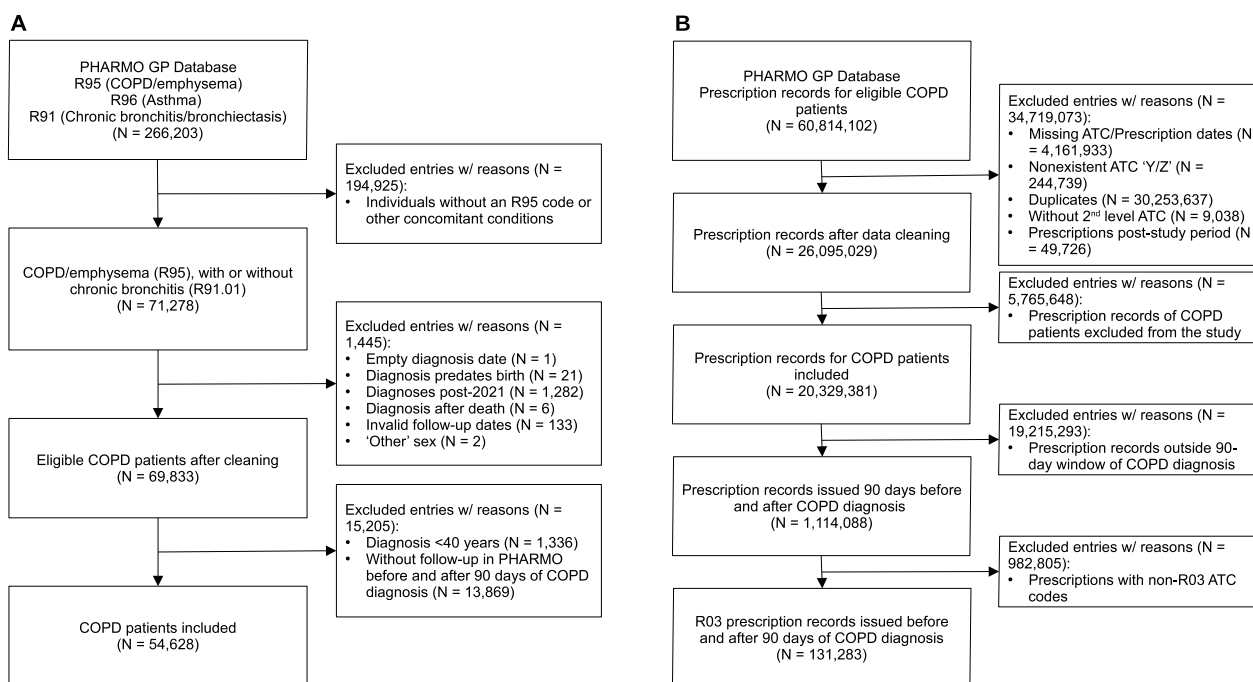 A
PHARMO GP Database
R95 (COPD/emphysema)
R96 (Asthma)
R91 (Chronic bronchitis/bronchiectasis)
(N = 266,203)
Excluded entries w/ reasons (N =
194,925):
• Individuals without an R95 code or
other concomitant conditions
COPD/emphysema (R95), with or without
chronic bronchitis (R91.01)
(N = 71,278)
Excluded entries w/ reasons (N =
1,445):
• Empty diagnosis date (N = 1)
• Diagnosis predates birth (N = 21)
• Diagnoses post-2021 (N = 1,282)
• Diagnosis after death (N = 6)
• Invalid follow-up dates (N = 133)
• ‘Other’ sex (N = 2)
Eligible COPD patients after cleaning
(N = 69,833)
Excluded entries w/ reasons (N =
15,205):
• Diagnosis <40 years (N = 1,336)
• Without follow-up in PHARMO
before and after 90 days of COPD
diagnosis (N = 13,869)
COPD patients included
(N = 54,628)
B
PHARMO GP Database
Prescription records for eligible COPD
patients
(N = 60,814,102)
Excluded entries w/ reasons (N =
34,719,073):
• Missing ATC/Prescription dates (N
= 4,161,933)
• Nonexistent ATC ‘Y/Z’ (N =
244,739)
• Duplicates (N = 30,253,637)
• Without 2nd level ATC (N = 9,038)
• Prescriptions post-study period (N
= 49,726)
Prescription records after data cleaning
(N = 26,095,029)
Excluded entries w/ reasons (N =
5,765,648):
• Prescription records of COPD
patients excluded from the study
Prescription records for COPD patients
included
(N = 20,329,381)
Excluded entries w/ reasons (N =
19,215,293):
• Prescription records outside 90-
day window of COPD diagnosis
Prescription records issued 90 days before
and after COPD diagnosis
(N = 1,114,088)
Excluded entries w/ reasons (N =
982,805):
• Prescriptions with non-R03 ATC
codes
R03 prescription records issued before
and after 90 days of COPD diagnosis
(N = 131,283)